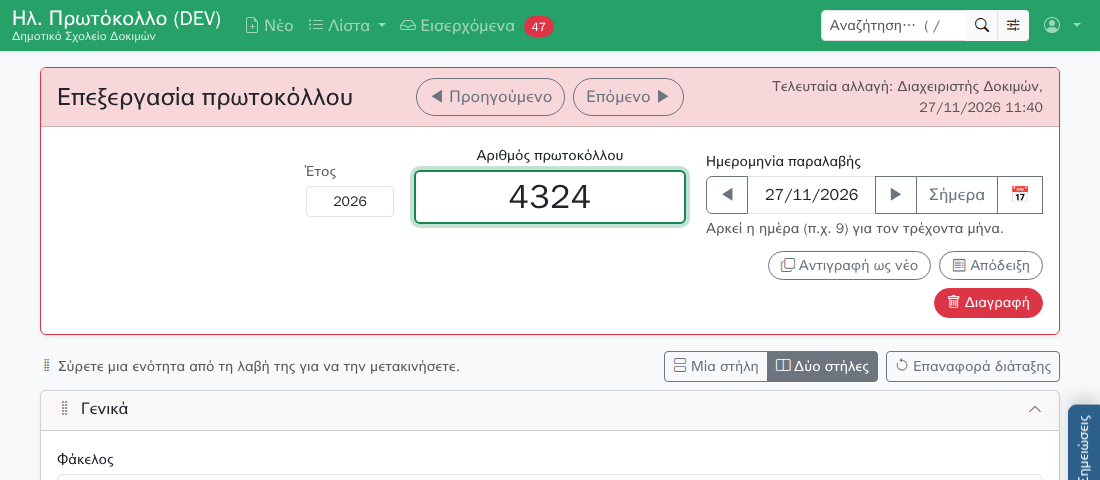 Ηλ. Πρωτόκολλο (DEV)
Δημοτικό Σχολείο Δοκιμών
Νέο
Λίστα
Εισερχόμενα 47
Αναζήτηση… ( /
Επεξεργασία πρωτοκόλλου
◀ Προηγούμενο
Επόμενο ▶
Τελευταία αλλαγή: Διαχειριστής Δοκιμών,
27/11/2026 11:40
Έτος
2026
Αριθμός πρωτοκόλλου
4324
Ημερομηνία παραλαβής
◀ 27/11/2026 ▶ Σήμερα
Αρκεί η ημέρα (π.χ. 9) για τον τρέχοντα μήνα.
Αντιγραφή ως νέο
Απόδειξη
Διαγραφή
Σύρετε μια ενότητα από τη λαβή της για να την μετακινήσετε.
Μία στήλη
Δύο στήλες
Επαναφορά διάταξης
Γενικά
Φάκελος